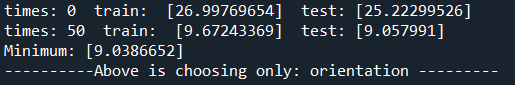 times: 0  train:  [26.99769654]  test: [25.22299526]
times: 50  train:  [9.67243369]  test: [9.057991]
Minimum: [9.0386652]
----------Above is choosing only: orientation ---------